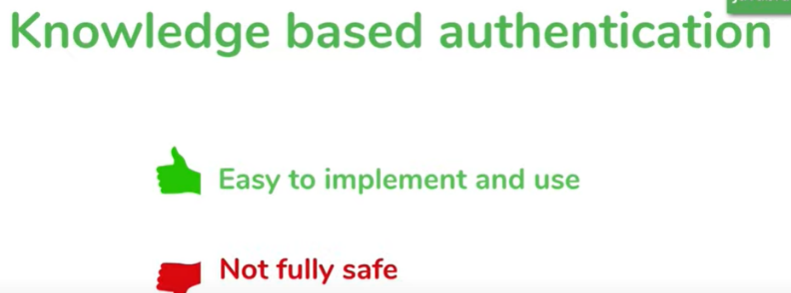 Knowledge based authentication
Easy to implement and use
Not fully safe